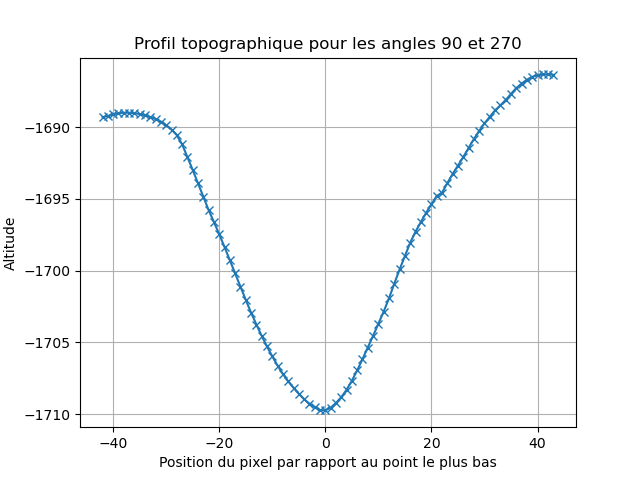 Profil topographique pour les angles 90 et 270
Altitude
−1690
−1695
−1700
−1705
−1710
−40 −20 0 20 40
Position du pixel par rapport au point le plus bas